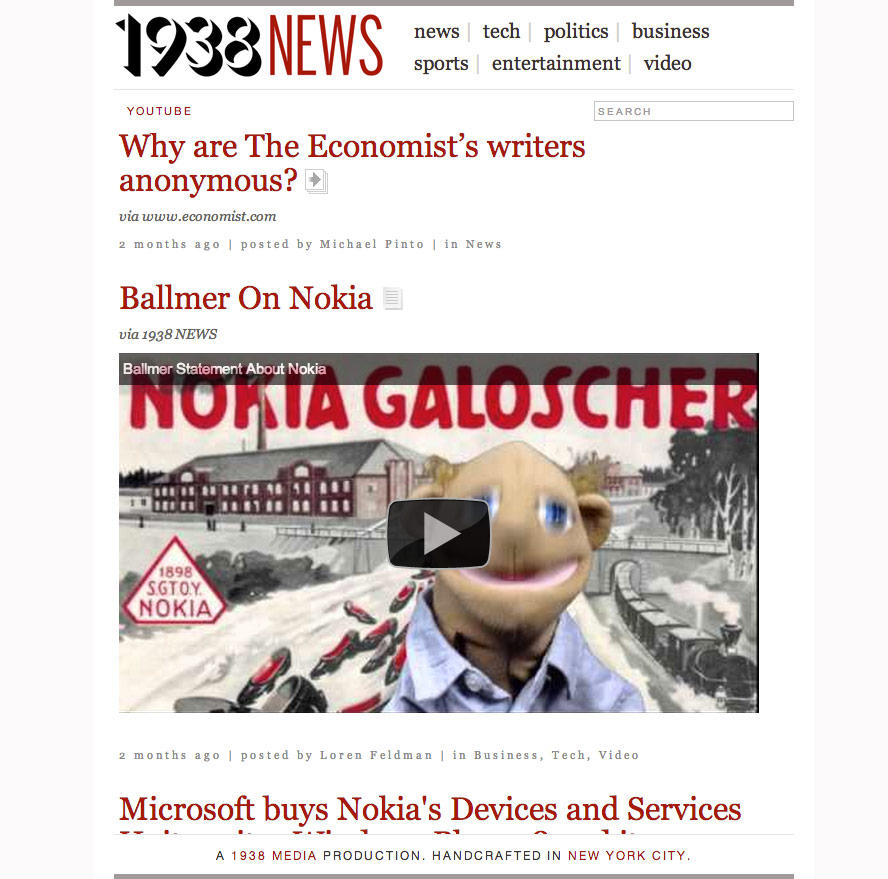 1938 NEWS
news | tech | politics | business
sports | entertainment | video
YOUTUBE
SEARCH
Why are The Economist’s writers
anonymous?
via www.economist.com
2 months ago | posted by Michael Pinto | in News
Ballmer On Nokia
via 1938 NEWS
Ballmer Statement About Nokia
NOKIA GALOSCHER
1898
S.G.T.O.Y.
NOKIA
2 months ago | posted by Loren Feldman | in Business, Tech, Video
Microsoft buys Nokia's Devices and Services
A 1938 MEDIA PRODUCTION. HANDCRAFTED IN NEW YORK CITY.